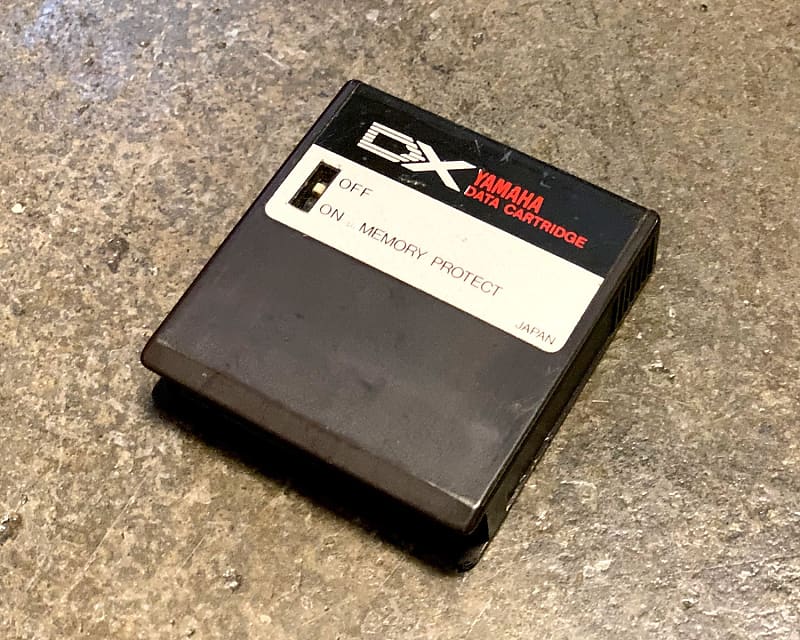 DX YAMAHA
DATA CARTRIDGE
OFF
ON MEMORY PROTECT
JAPAN